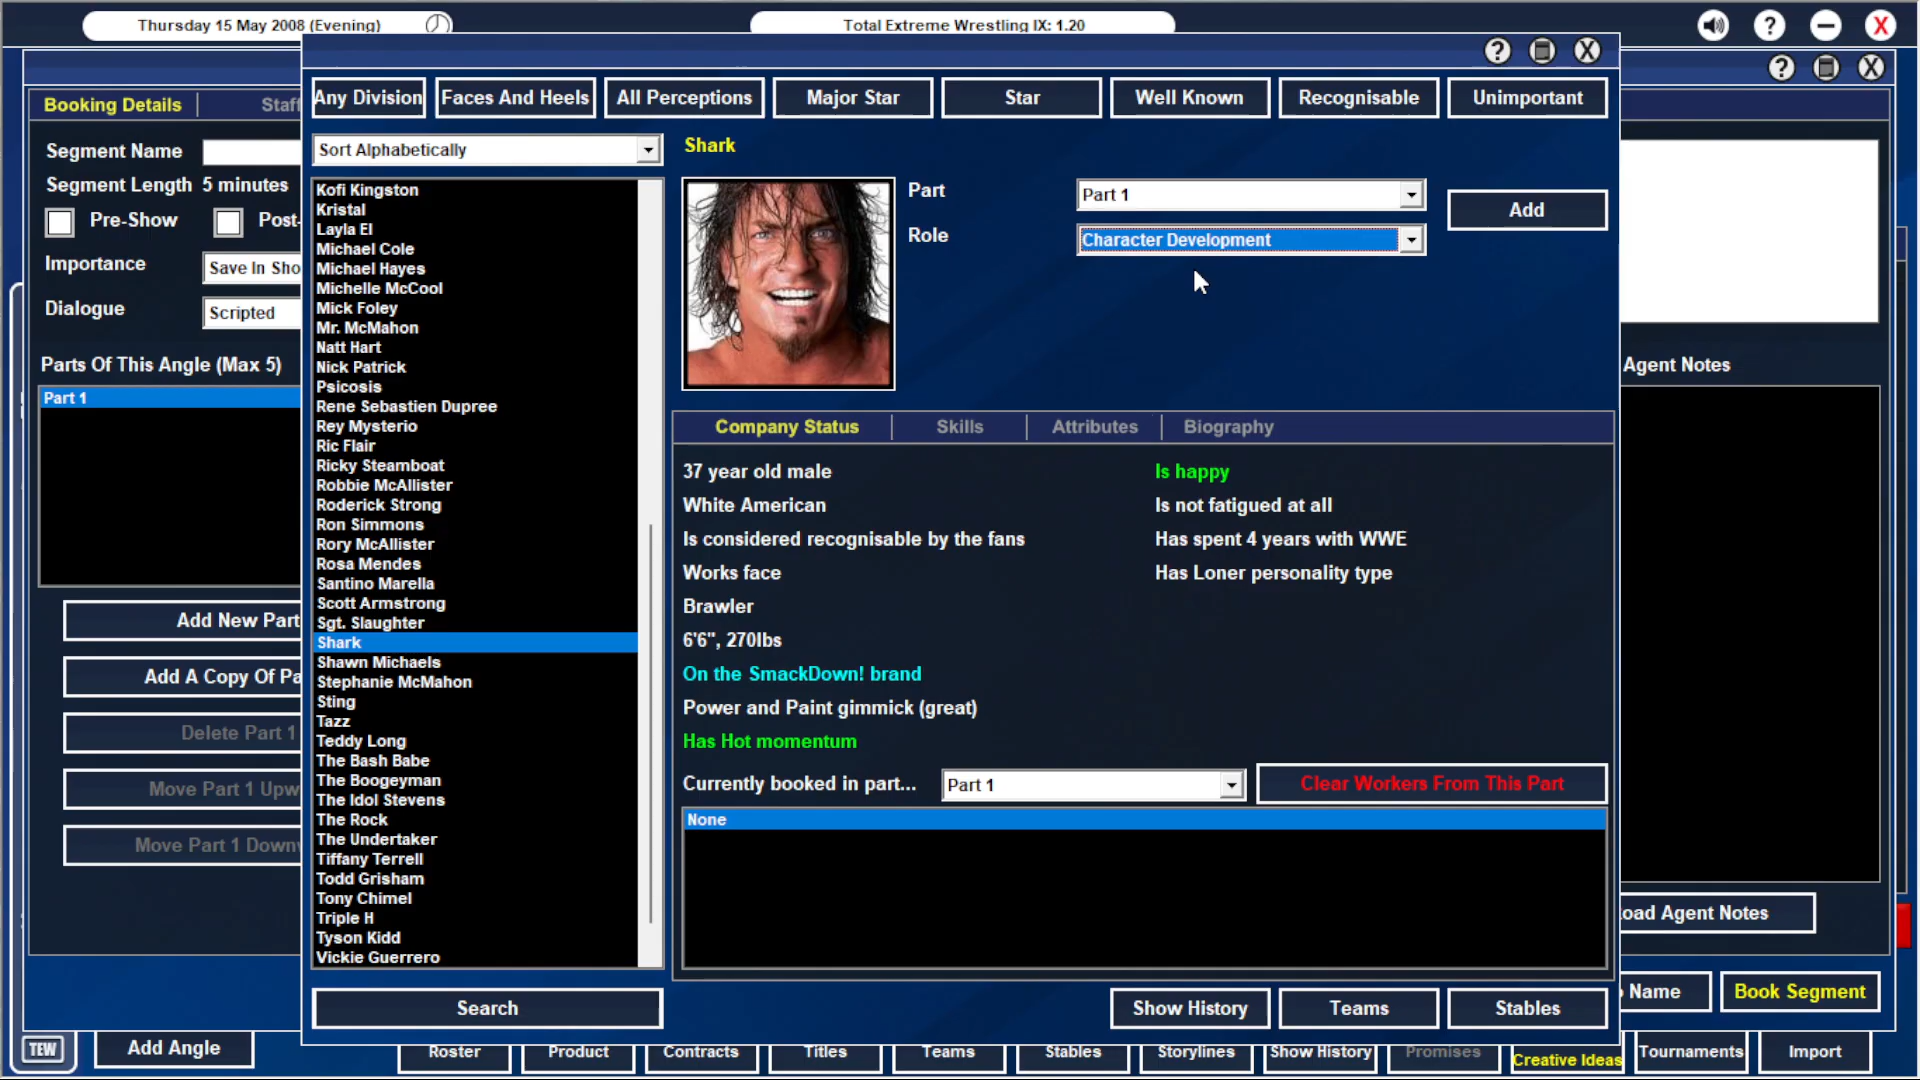 Thursday 15 May 2008 (Evening)
Total Extreme Wrestling IX: 1.20
Any Division
Faces And Heels
All Perceptions
Major Star
Star
Well Known
Recognisable
Unimportant
Booking Details
Staff
Segment Name
Segment Length 5 minutes
Pre-Show
Post-
Importance
Save In Sho
Dialogue
Scripted
Parts Of This Angle (Max 5)
Part 1
Add New Part
Add A Copy Of Pa
Delete Part 1
Move Part 1 Upw
Move Part 1 Down
Sort Alphabetically
Kofi Kingston
Kristal
Layla El
Michael Cole
Michael Hayes
Michelle McCool
Mick Foley
Mr. McMahon
Natt Hart
Nick Patrick
Psicosis
Rene Sebastien Dupree
Rey Mysterio
Ric Flair
Ricky Steamboat
Robbie McAllister
Roderick Strong
Ron Simmons
Rory McAllister
Rosa Mendes
Santino Marella
Scott Armstrong
Sgt. Slaughter
Shark
Shawn Michaels
Stephanie McMahon
Sting
Tazz
Teddy Long
The Bash Babe
The Boogeyman
The Idol Stevens
The Rock
The Undertaker
Tiffany Terrell
Todd Grisham
Tony Chimel
Triple H
Tyson Kidd
Vickie Guerrero
Search
Shark
Part
Part 1
Add
Role
Character Development
Company Status
Skills
Attributes
Biography
37 year old male
Is happy
White American
Is not fatigued at all
Is considered recognisable by the fans
Has spent 4 years with WWE
Works face
Has Loner personality type
Brawler
6'6", 270lbs
On the SmackDown! brand
Power and Paint gimmick (great)
Has Hot momentum
Currently booked in part...
Part 1
Clear Workers From This Part
None
Show History
Teams
Stables
Agent Notes
oad Agent Notes
Name
Book Segment
TEW
Add Angle
Roster
Product
Contracts
Titles
Teams
Stables
Storylines
Show History
Promises
Creative Ideas
Tournaments
Import